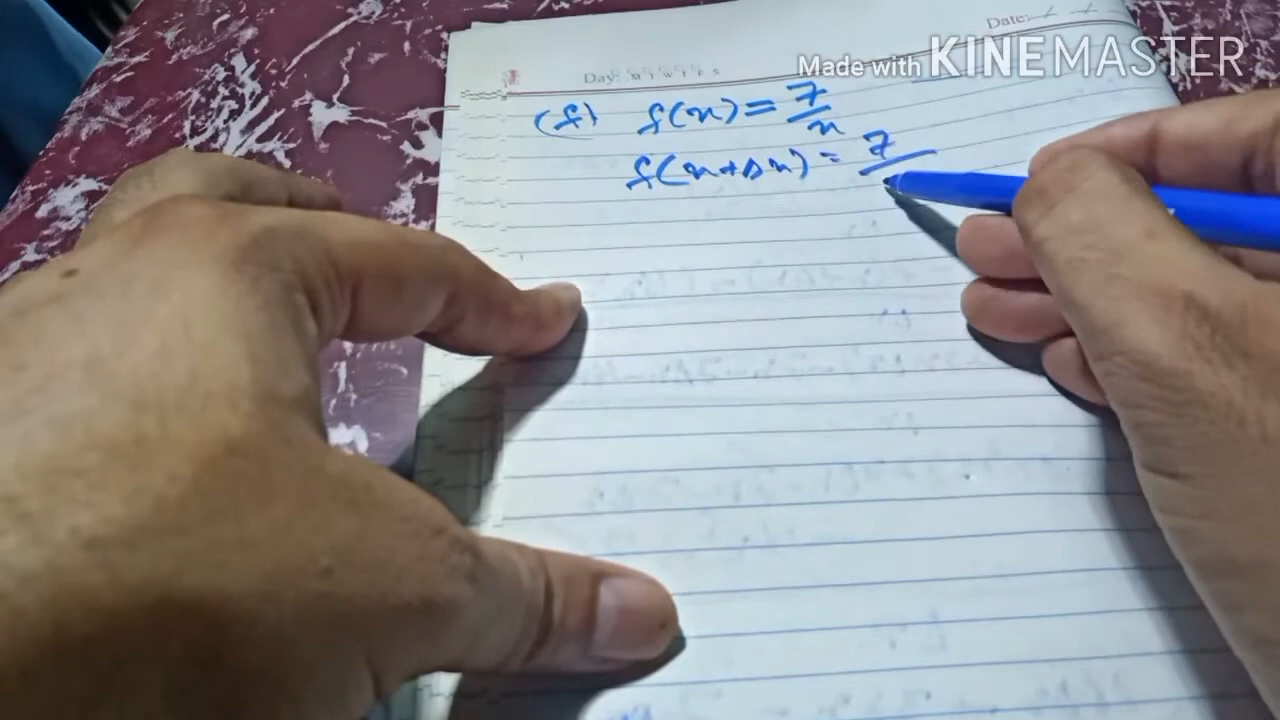 Made with KINEMASTER
Date:
Day: M T W T F S
(f) f(x) = 7/x
f(x+Δx) = 7/